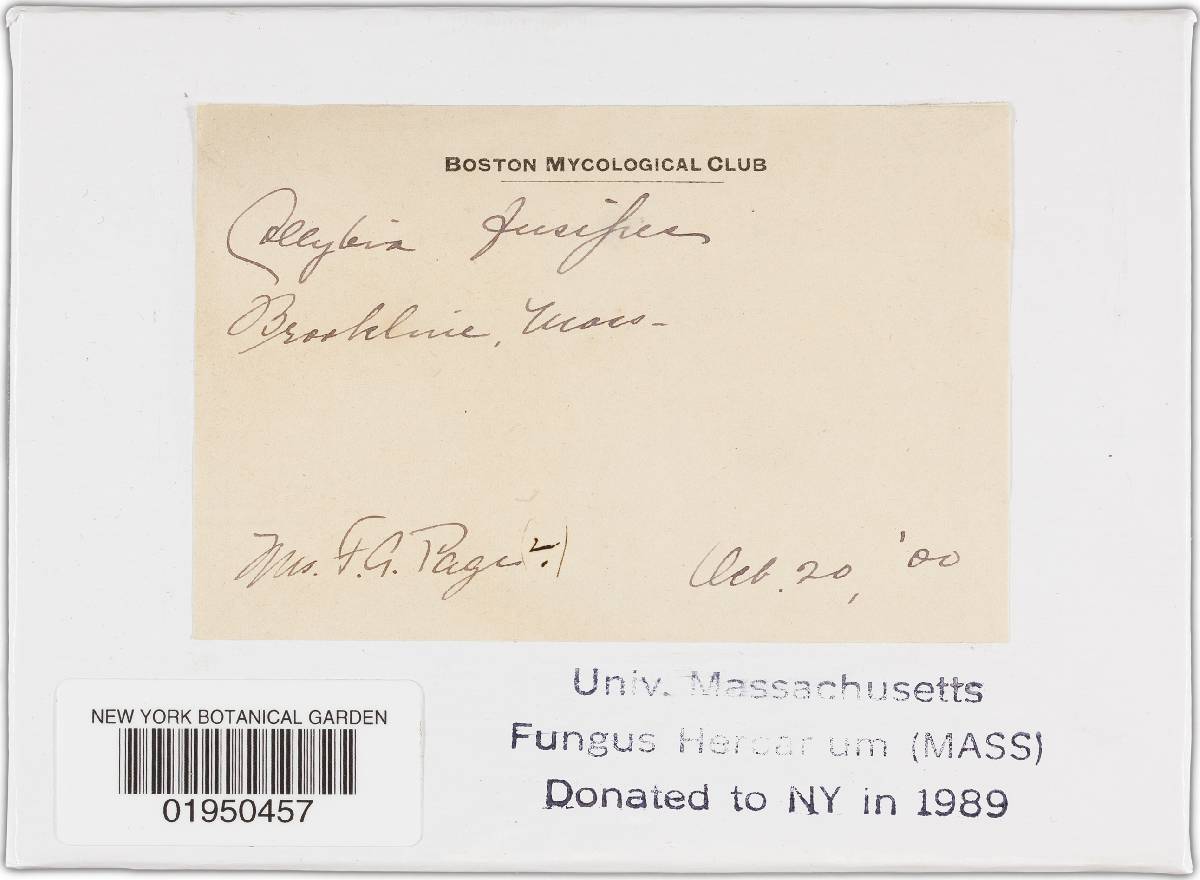 BOSTON MYCOLOGICAL CLUB
Collybia fusipes
Brookline, Mass-
Mrs. F. G. Page (2.)
Oct. 20, '00
Univ. Massachusetts
Fungus Herbarium (MASS)
Donated to NY in 1989
NEW YORK BOTANICAL GARDEN
01950457